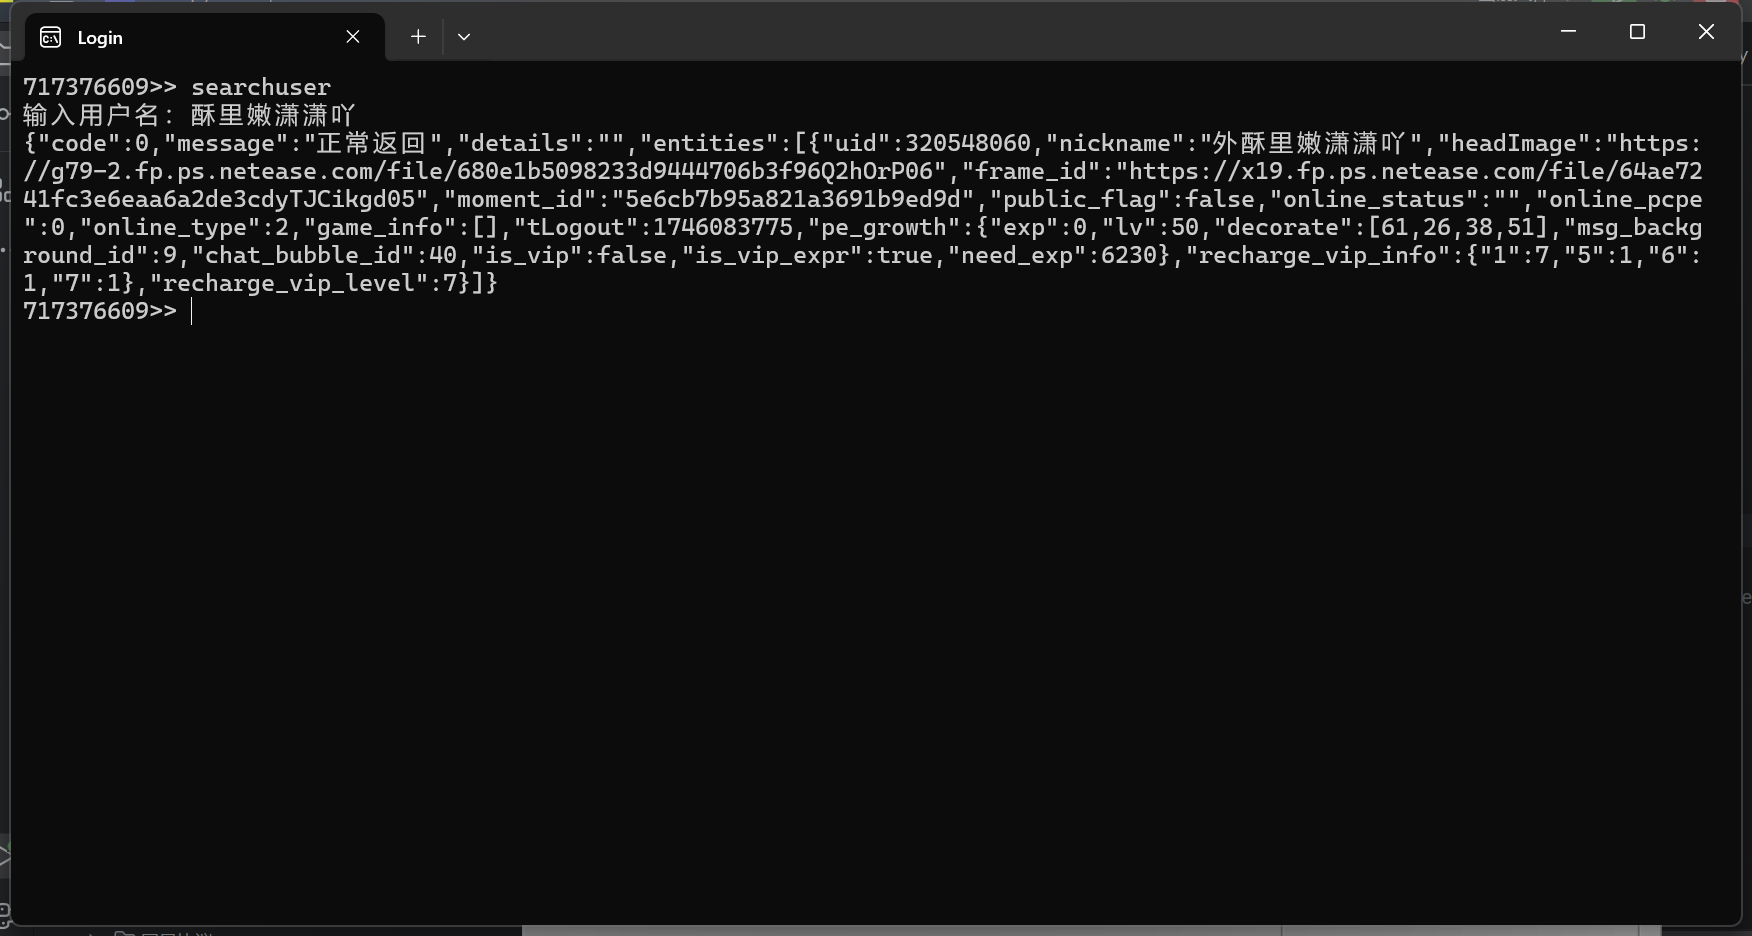 Login
717376609>> searchuser
输入用户名: 酥里嫩潇潇吖
{"code":0,"message":"正常返回","details":"","entities":[{"uid":320548060,"nickname":"外酥里嫩潇潇吖","headImage":"https:
//g79-2.fp.ps.netease.com/file/680e1b5098233d9444706b3f96Q2hOrP06","frame_id":"https://x19.fp.ps.netease.com/file/64ae72
41fc3e6eaa6a2de3cdyTJCikgd05","moment_id":"5e6cb7b95a821a3691b9ed9d","public_flag":false,"online_status":"","online_pcpe
":0,"online_type":2,"game_info":[],"tLogout":1746083775,"pe_growth":{"exp":0,"lv":50,"decorate":[61,26,38,51],"msg_backg
round_id":9,"chat_bubble_id":40,"is_vip":false,"is_vip_expr":true,"need_exp":6230},"recharge_vip_info":{"1":7,"5":1,"6":
1,"7":1},"recharge_vip_level":7}]}
717376609>>